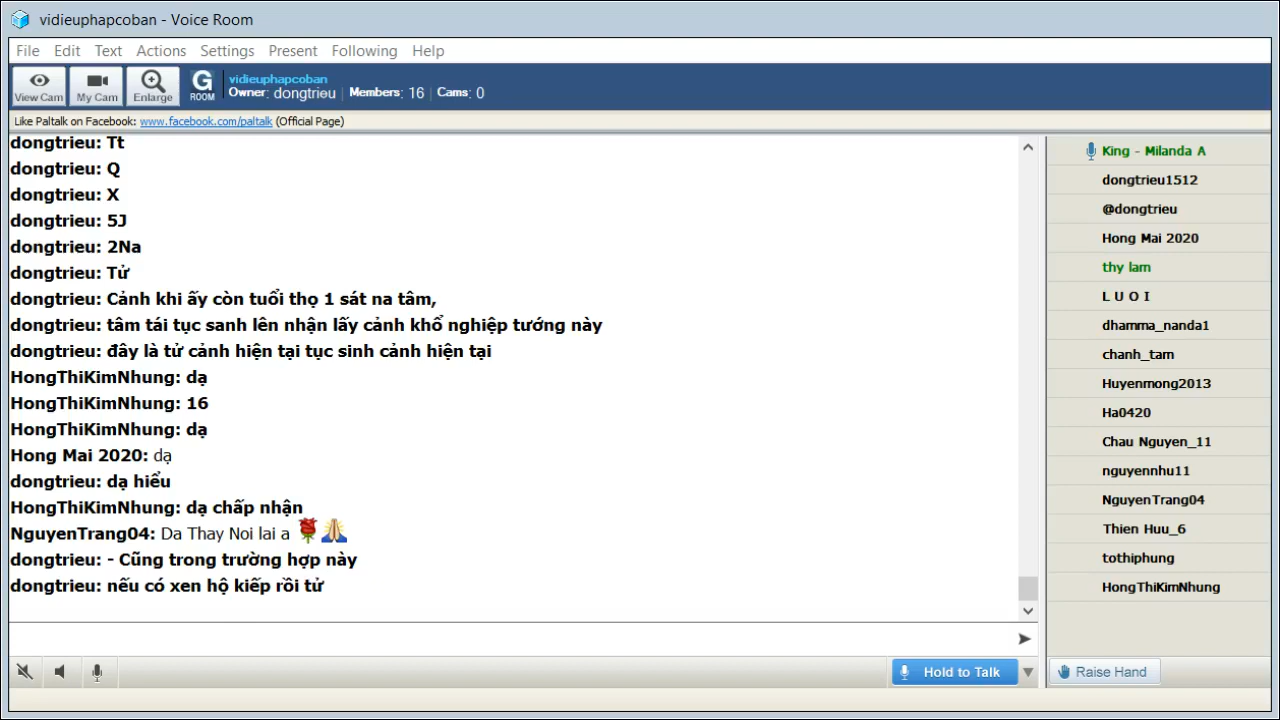 vidieuphapcoban - Voice Room
File Edit Text Actions Settings Present Following Help
View Cam My Cam Enlarge G ROOM
vidieuphapcoban
Owner: dongtrieu | Members: 16 | Cams: 0
Like Paltalk on Facebook: www.facebook.com/paltalk (Official Page)
dongtrieu: Tt
dongtrieu: Q
dongtrieu: X
dongtrieu: 5J
dongtrieu: 2Na
dongtrieu: Tử
dongtrieu: Cảnh khi ấy còn tuổi thọ 1 sát na tâm,
dongtrieu: tâm tái tục sanh lên nhận lấy cảnh khổ nghiệp tướng này
dongtrieu: đây là tử cảnh hiện tại tục sinh cảnh hiện tại
HongThiKimNhung: dạ
HongThiKimNhung: 16
HongThiKimNhung: dạ
Hong Mai 2020: dạ
dongtrieu: dạ hiểu
HongThiKimNhung: dạ chấp nhận
NguyenTrang04: Da Thay Noi lai a
dongtrieu: - Cũng trong trường hợp này
dongtrieu: nếu có xen hộ kiếp rồi tử
King - Milanda A
dongtrieu1512
@dongtrieu
Hong Mai 2020
thy lam
L U O I
dhamma_nanda1
chanh_tam
Huyenmong2013
Ha0420
Chau Nguyen_11
nguyennhu11
NguyenTrang04
Thien Huu_6
tothiphung
HongThiKimNhung
Hold to Talk
Raise Hand